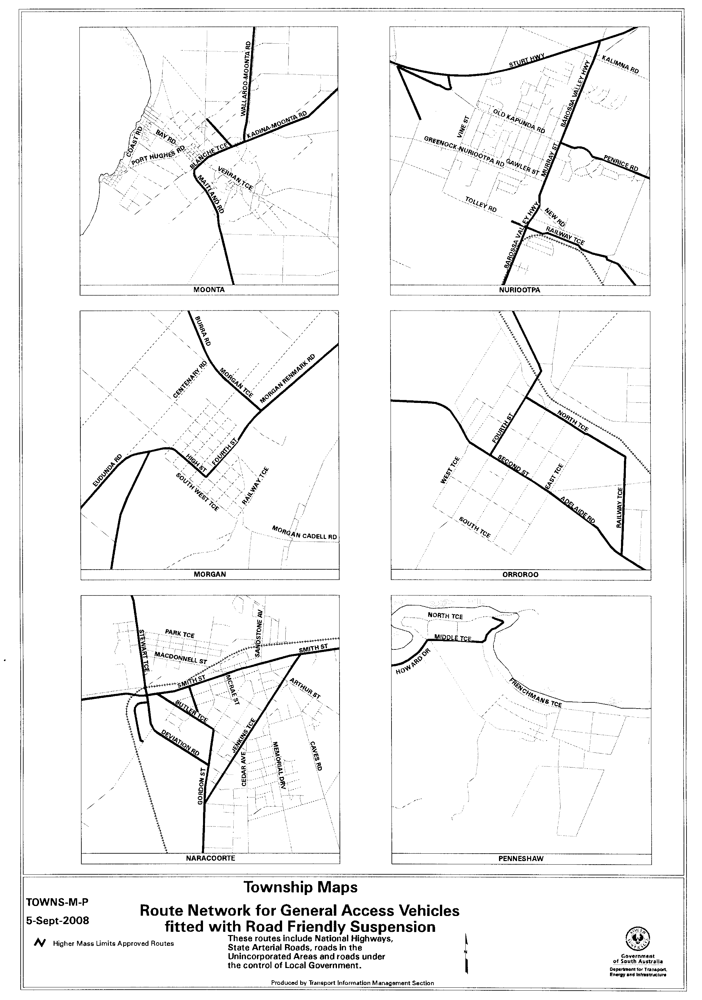 WALLAROO-MOONTA RD
KADINA-MOONTA RD
COAST RD
BAY RD
PORT HUGHES RD
BLANCHE TCE
VERRAN TCE
MAITLAND RD
MOONTA
STURT HWY
KALIMNA RD
BAROSSA VALLEY HWY
OLD KAPUNDA RD
VINE ST
GREENOCK-NURIOOTPA RD
GAWLER ST
MURRAY ST
PENRICE RD
TOLLEY RD
NEW RD
BAROSSA VALLEY HWY
RAILWAY TCE
NURIOOTPA
BURRA RD
CENTENARY RD
MORGAN TCE
MORGAN RENMARK RD
EUDUNDA RD
HIGH ST
FOURTH ST
SOUTH WEST TCE
RAILWAY TCE
MORGAN CADELL RD
MORGAN
NORTH TCE
FOURTH ST
WEST TCE
SECOND ST
EAST TCE
ADELAIDE RD
RAILWAY TCE
SOUTH TCE
ORROROO
SANDSTONE AV
PARK TCE
STEWART TCE
MACDONNELL ST
SMITH ST
SMITH ST
MCRAE ST
ARTHUR ST
BUTLER TCE
DEVIATION RD
JENKINS TCE
CEDAR AVE
MEMORIAL DRV
CAVES RD
GORDON ST
NARACOORTE
NORTH TCE
MIDDLE TCE
HOWARD DR
FRENCHMANS TCE
PENNESHAW
Township Maps
TOWNS-M-P
5-Sept-2008
Route Network for General Access Vehicles
fitted with Road Friendly Suspension
Higher Mass Limits Approved Routes
These routes include National Highways,
State Arterial Roads, roads in the
Unincorporated Areas and roads under
the control of Local Government.
N
SOUTH
AUSTRALIA
Government
of South Australia
Department for Transport,
Energy and Infrastructure
Produced by Transport Information Management Section